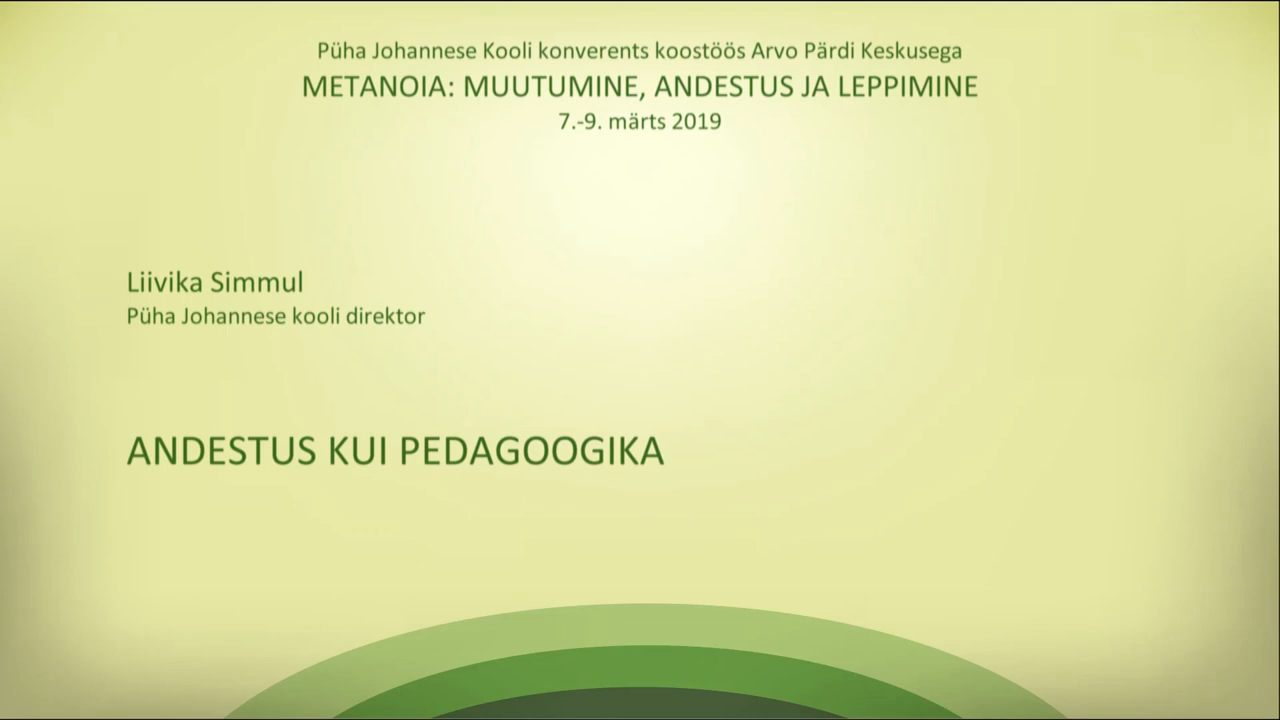 Püha Johannese Kooli konverents koostöös Arvo Pärdi Keskusega
METANOIA: MUUTUMINE, ANDESTUS JA LEPPIMINE
7.-9. märts 2019
Liivika Simmul
Püha Johannese kooli direktor
ANDESTUS KUI PEDAGOOGIKA